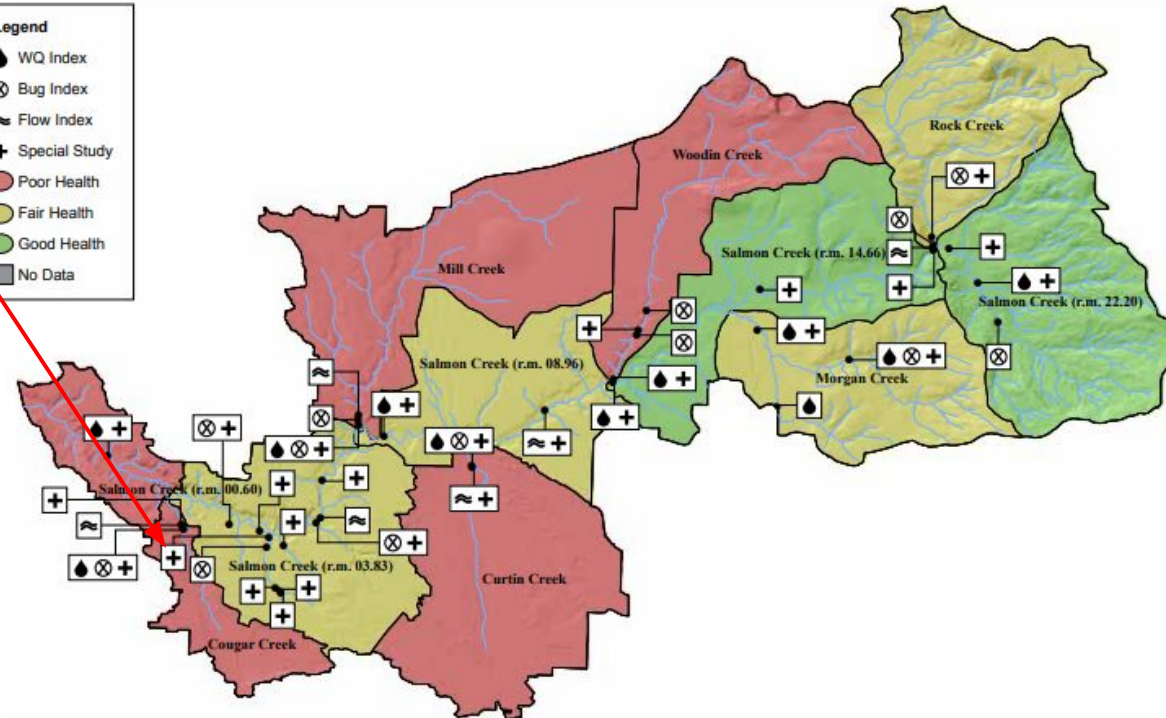 Legend
WQ Index
Bug Index
Flow Index
Special Study
Poor Health
Fair Health
Good Health
No Data
Rock Creek
Woodin Creek
Salmon Creek (r.m. 14.66)
Mill Creek
Salmon Creek (r.m. 22.20)
Salmon Creek (r.m. 08.96)
Morgan Creek
Salmon Creek (r.m. 00.60)
Salmon Creek (r.m. 03.83)
Curtin Creek
Cougar Creek